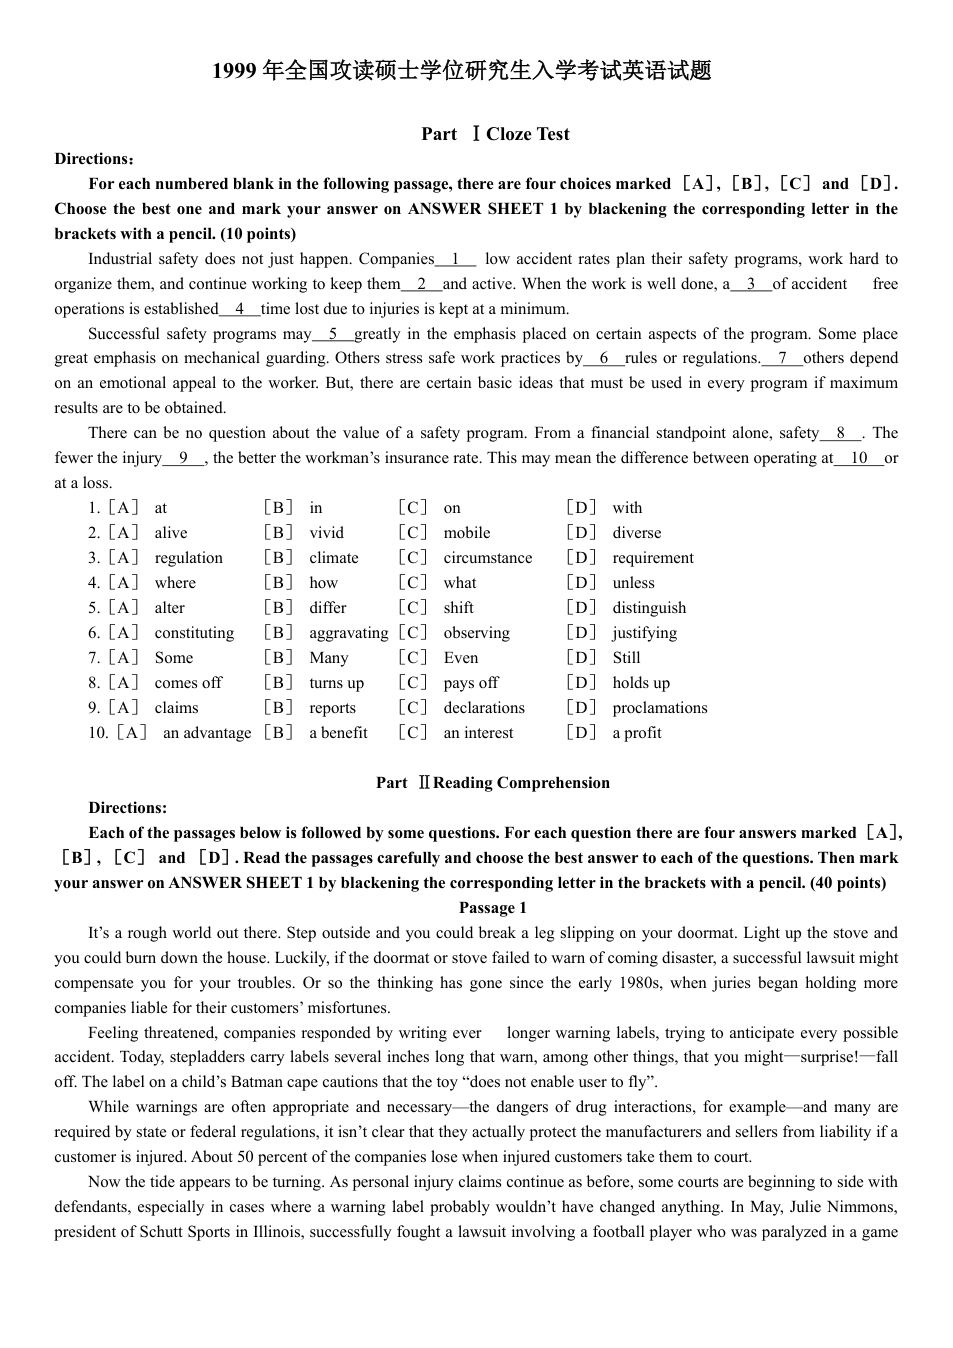 1999 年全国攻读硕士学位研究生入学考试英语试题
Part ⅠCloze Test
Directions：
For each numbered blank in the following passage, there are four choices marked ［A］,［B］,［C］ and ［D］.
Choose the best one and mark your answer on ANSWER SHEET 1 by blackening the corresponding letter in the
brackets with a pencil. (10 points)
Industrial safety does not just happen. Companies__1__ low accident rates plan their safety programs, work hard to
organize them, and continue working to keep them__2__and active. When the work is well done, a__3__of accident free
operations is established__4__time lost due to injuries is kept at a minimum.
Successful safety programs may__5__greatly in the emphasis placed on certain aspects of the program. Some place
great emphasis on mechanical guarding. Others stress safe work practices by__6__rules or regulations.__7__others depend
on an emotional appeal to the worker. But, there are certain basic ideas that must be used in every program if maximum
results are to be obtained.
There can be no question about the value of a safety program. From a financial standpoint alone, safety__8__. The
fewer the injury__9__, the better the workman’s insurance rate. This may mean the difference between operating at__10__or
at a loss.
1.［A］ at ［B］ in ［C］ on ［D］ with
2.［A］ alive ［B］ vivid ［C］ mobile ［D］ diverse
3.［A］ regulation ［B］ climate ［C］ circumstance ［D］ requirement
4.［A］ where ［B］ how ［C］ what ［D］ unless
5.［A］ alter ［B］ differ ［C］ shift ［D］ distinguish
6.［A］ constituting ［B］ aggravating ［C］ observing ［D］ justifying
7.［A］ Some ［B］ Many ［C］ Even ［D］ Still
8.［A］ comes off ［B］ turns up ［C］ pays off ［D］ holds up
9.［A］ claims ［B］ reports ［C］ declarations ［D］ proclamations
10.［A］ an advantage ［B］ a benefit ［C］ an interest ［D］ a profit
Part ⅡReading Comprehension
Directions:
Each of the passages below is followed by some questions. For each question there are four answers marked［A］,
［B］, ［C］ and ［D］. Read the passages carefully and choose the best answer to each of the questions. Then mark
your answer on ANSWER SHEET 1 by blackening the corresponding letter in the brackets with a pencil. (40 points)
Passage 1
It’s a rough world out there. Step outside and you could break a leg slipping on your doormat. Light up the stove and
you could burn down the house. Luckily, if the doormat or stove failed to warn of coming disaster, a successful lawsuit might
compensate you for your troubles. Or so the thinking has gone since the early 1980s, when juries began holding more
companies liable for their customers’ misfortunes.
Feeling threatened, companies responded by writing ever longer warning labels, trying to anticipate every possible
accident. Today, stepladders carry labels several inches long that warn, among other things, that you might—surprise!—fall
off. The label on a child’s Batman cape cautions that the toy “does not enable user to fly”.
While warnings are often appropriate and necessary—the dangers of drug interactions, for example—and many are
required by state or federal regulations, it isn’t clear that they actually protect the manufacturers and sellers from liability if a
customer is injured. About 50 percent of the companies lose when injured customers take them to court.
Now the tide appears to be turning. As personal injury claims continue as before, some courts are beginning to side with
defendants, especially in cases where a warning label probably wouldn’t have changed anything. In May, Julie Nimmons,
president of Schutt Sports in Illinois, successfully fought a lawsuit involving a football player who was paralyzed in a game